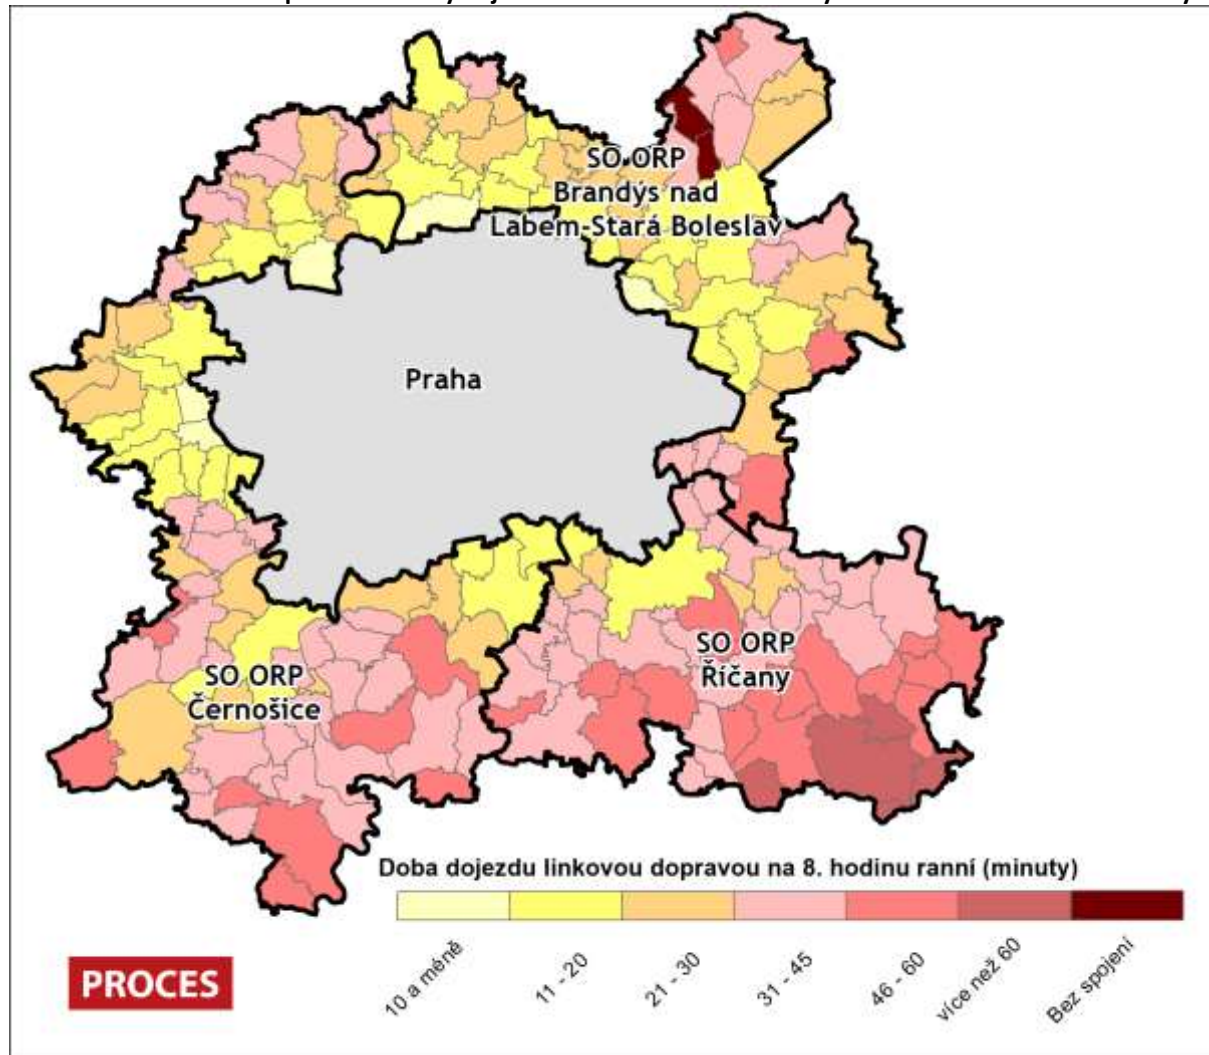 SO ORP
Brandýs nad
Labem-Stará Boleslav
Praha
SO ORP
Říčany
SO ORP
Černošice
Doba dojezdu linkovou dopravou na 8. hodinu ranní (minuty)
10 a méně
11 - 20
21 - 30
31 - 45
46 - 60
více než 60
Bez spojení
PROCES